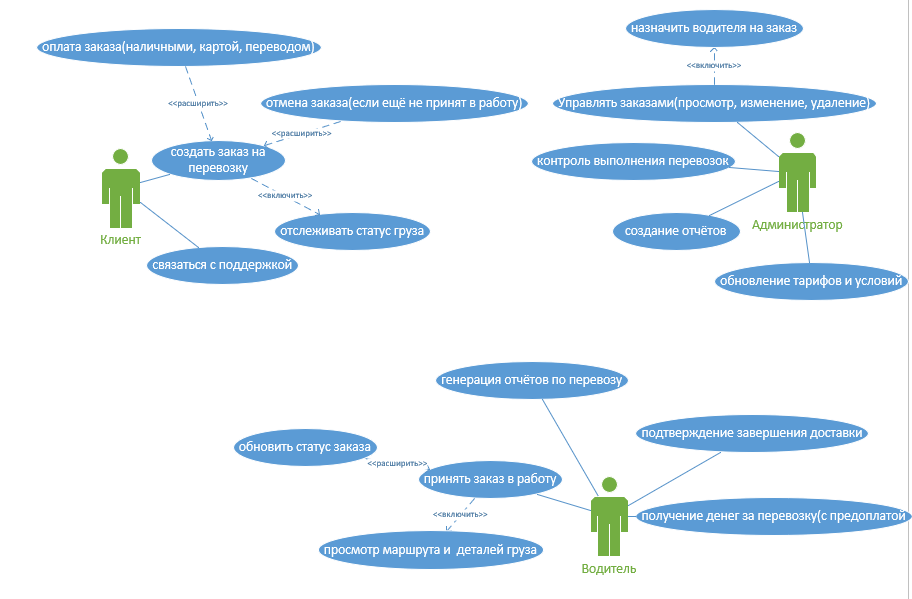 назначить водителя на заказ
оплата заказа(наличными, картой, переводом)
<<включить>>
<<расширить>>
отмена заказа(если ещё не принят в работу)
Управлять заказами(просмотр, изменение, удаление)
<<расширить>>
создать заказ на
перевозку
контроль выполнения перевозок
<<включить>>
Клиент
отслеживать статус груза
создание отчётов
Администратор
связаться с поддержкой
обновление тарифов и условий
генерация отчётов по перевозу
обновить статус заказа
подтверждение завершения доставки
<<расширить>>
принять заказ в работу
<<включить>>
получение денег за перевозку(с предоплатой
просмотр маршрута и  деталей груза
Водитель